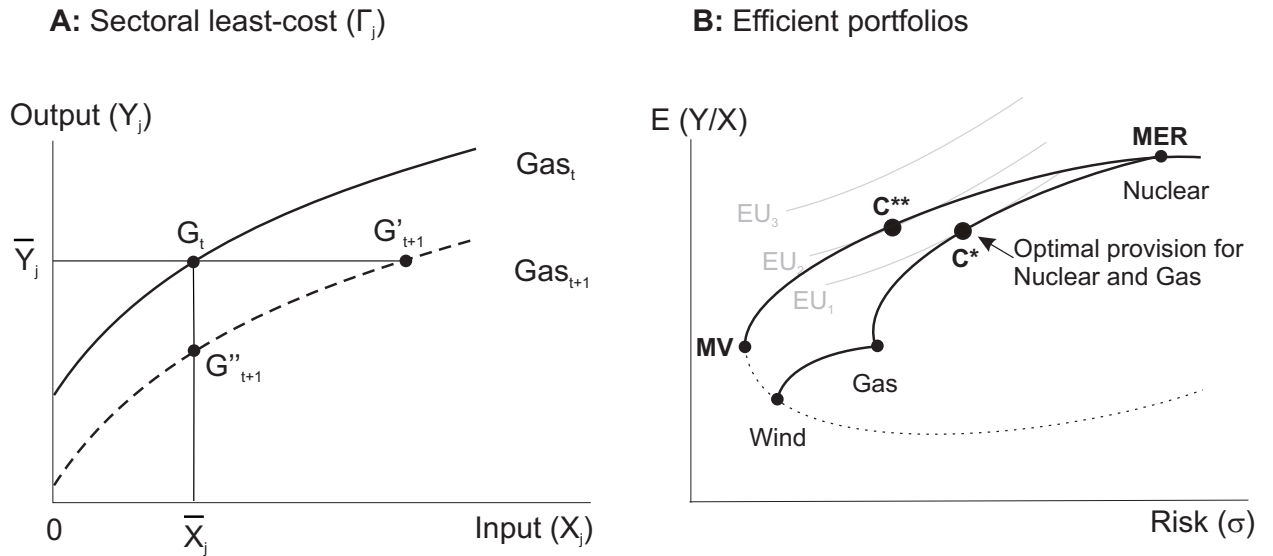 A: Sectoral least-cost (Γj)
Output (Yj)
Gast
Gt
G’t+1
Y̅j
Gast+1
G’’t+1
0
X̅j
Input (Xj)
B: Efficient portfolios
E (Y/X)
MER
Nuclear
EU3
C**
EU2
C*
Optimal provision for
Nuclear and Gas
EU1
MV
Gas
Wind
Risk (σ)